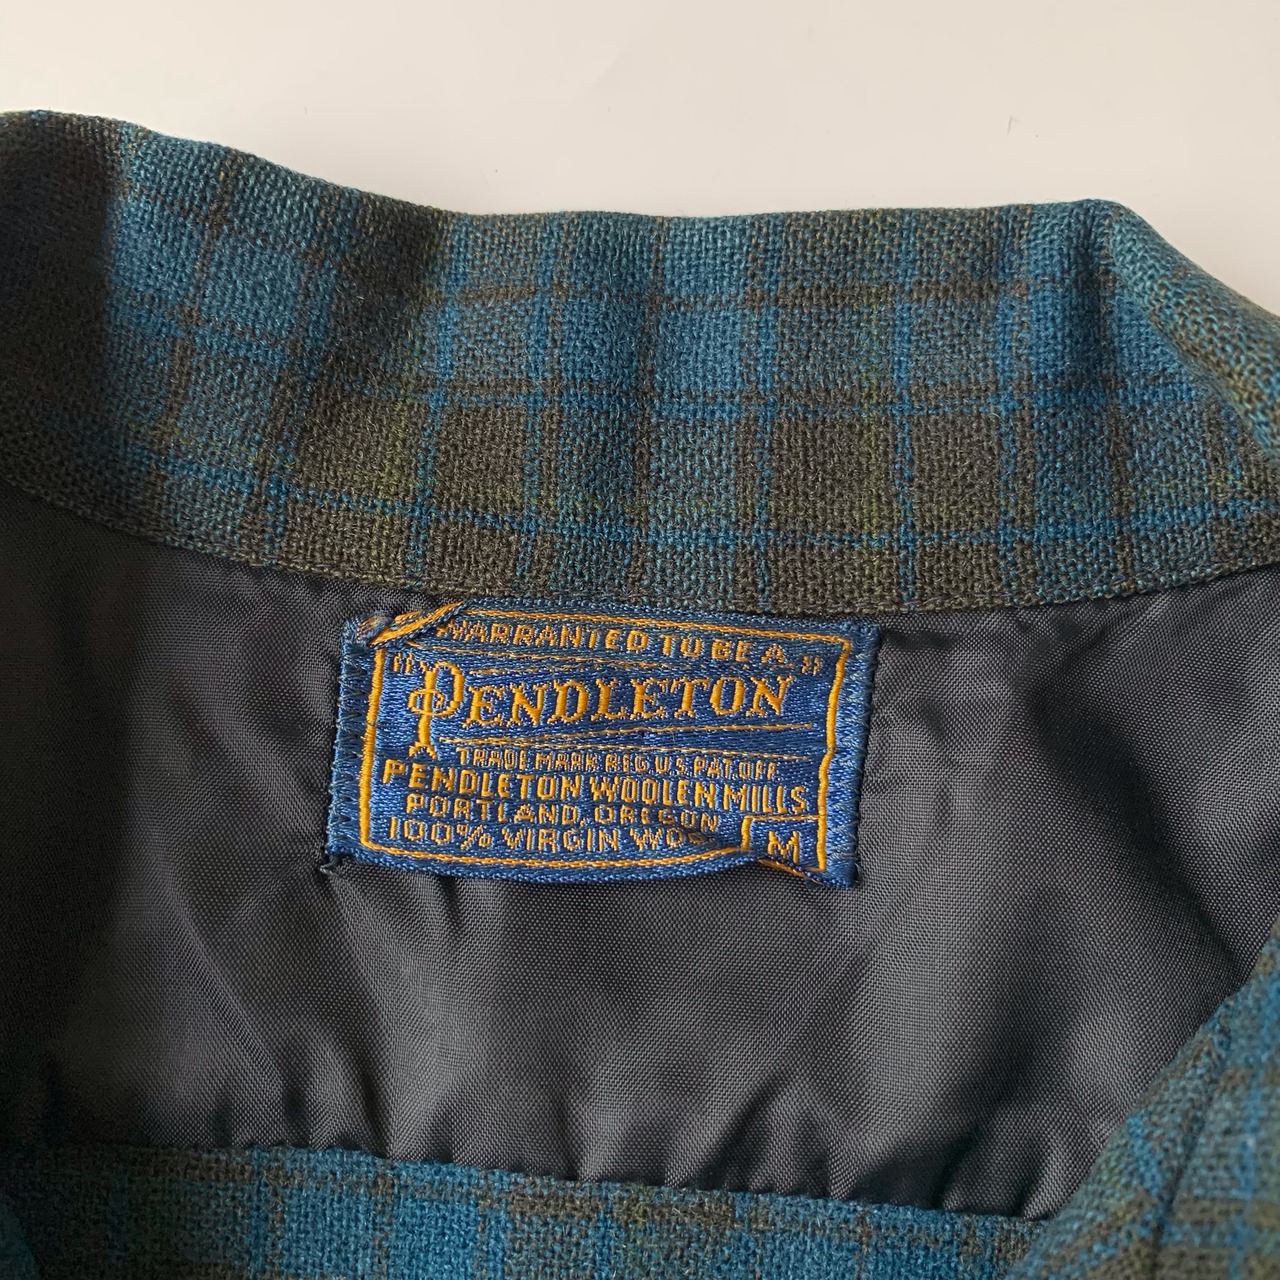 WARRANTED TO BE A
"PENDLETON"
TRADE MARK REG. U.S. PAT. OFF.
PENDLETON WOOLEN MILLS
PORTLAND, OREGON
100% VIRGIN WOOL
M